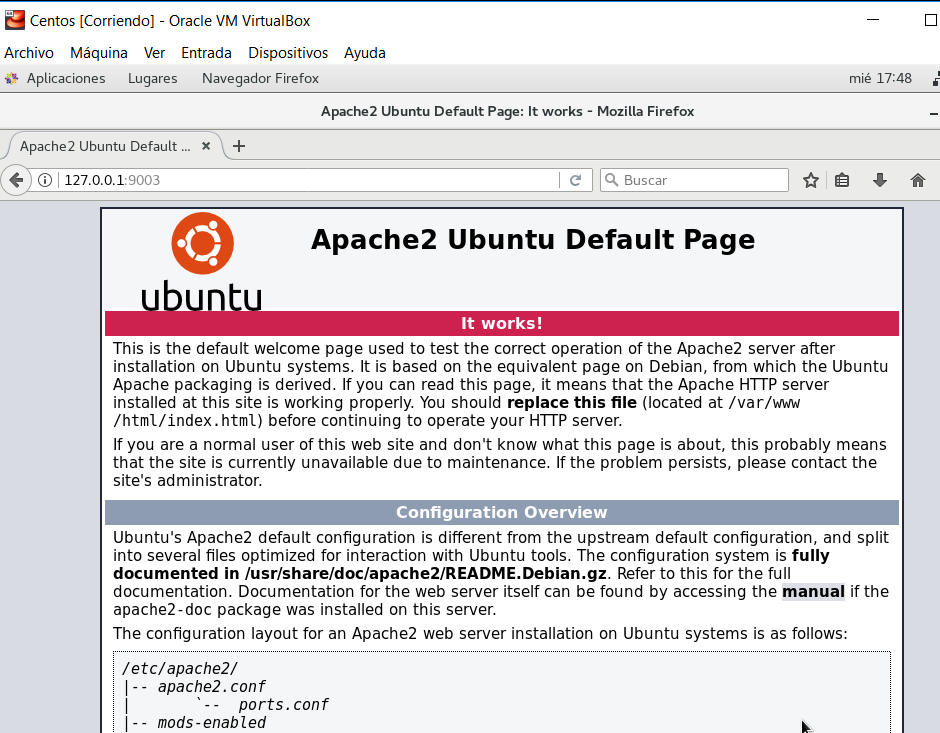 Centos [Corriendo] - Oracle VM VirtualBox
Archivo Máquina Ver Entrada Dispositivos Ayuda
Aplicaciones Lugares Navegador Firefox mié 17:48
Apache2 Ubuntu Default Page: It works - Mozilla Firefox
Apache2 Ubuntu Default ...
127.0.0.1:9003 Buscar
Apache2 Ubuntu Default Page
ubuntu
It works!
This is the default welcome page used to test the correct operation of the Apache2 server after
installation on Ubuntu systems. It is based on the equivalent page on Debian, from which the Ubuntu
Apache packaging is derived. If you can read this page, it means that the Apache HTTP server
installed at this site is working properly. You should replace this file (located at /var/www
/html/index.html) before continuing to operate your HTTP server.
If you are a normal user of this web site and don't know what this page is about, this probably means
that the site is currently unavailable due to maintenance. If the problem persists, please contact the
site's administrator.
Configuration Overview
Ubuntu's Apache2 default configuration is different from the upstream default configuration, and split
into several files optimized for interaction with Ubuntu tools. The configuration system is fully
documented in /usr/share/doc/apache2/README.Debian.gz. Refer to this for the full
documentation. Documentation for the web server itself can be found by accessing the manual if the
apache2-doc package was installed on this server.
The configuration layout for an Apache2 web server installation on Ubuntu systems is as follows:
/etc/apache2/
|-- apache2.conf
|       `--  ports.conf
|-- mods-enabled